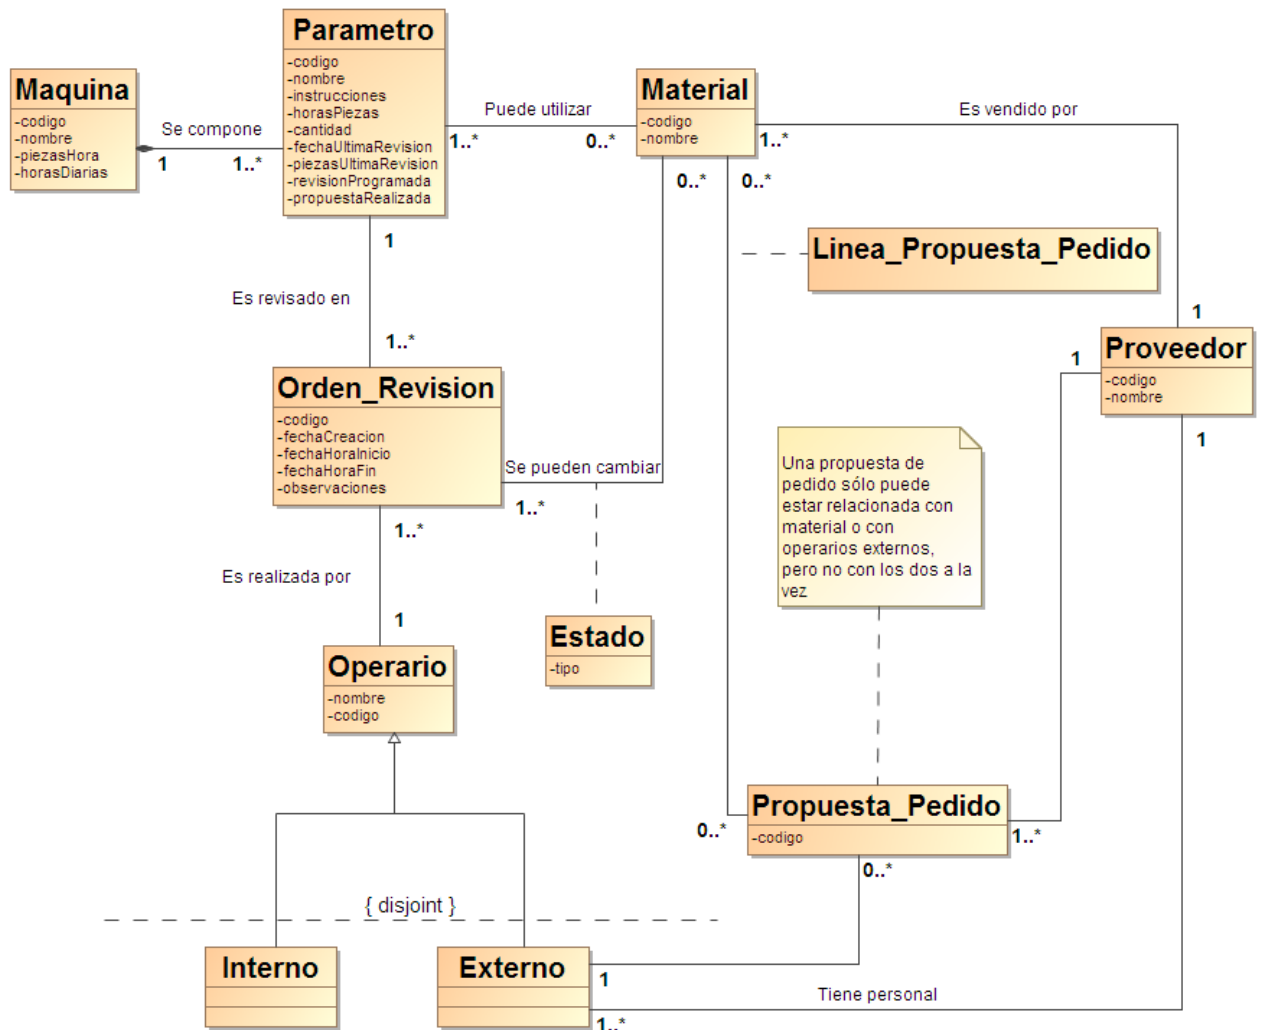 Parametro
-codigo
-nombre
-instrucciones
-horasPiezas
-cantidad
-fechaUltimaRevision
-piezasUltimaRevision
-revisionProgramada
-propuestaRealizada
Maquina
-codigo
-nombre
-piezasHora
-horasDiarias
Se compone
1
1..*
Puede utilizar
1..*
0..*
Material
-codigo
-nombre
Es vendido por
1..*
0..*
0..*
Linea_Propuesta_Pedido
1
Es revisado en
1..*
1
Proveedor
-codigo
-nombre
1
1
Orden_Revision
-codigo
-fechaCreacion
-fechaHoraInicio
-fechaHoraFin
-observaciones
Se pueden cambiar
1..*
1..*
Una propuesta de
pedido sólo puede
estar relacionada con
material o con
operarios externos,
pero no con los dos a la
vez
Es realizada por
1
Estado
-tipo
Operario
-nombre
-codigo
Propuesta_Pedido
-codigo
0..*
1..*
0..*
{ disjoint }
Interno
Externo
1
Tiene personal
1..*